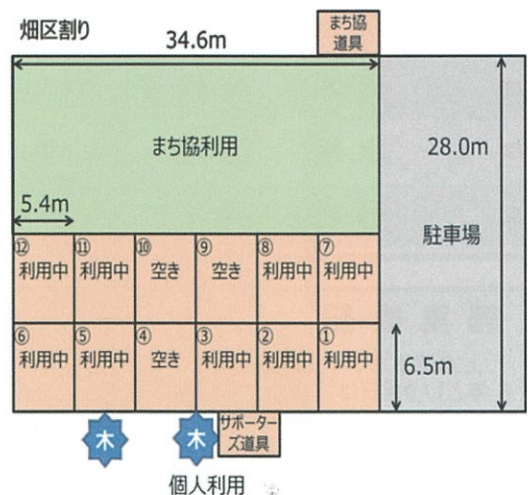 畑区割り
34.6m
まち協
道具
まち協利用
28.0m
駐車場
5.4m
⑫
利用中
⑪
利用中
⑩
空き
⑨
空き
⑧
利用中
⑦
利用中
⑥
利用中
⑤
利用中
④
空き
③
利用中
②
利用中
①
利用中
6.5m
木
木
サポーター
ズ道具
個人利用